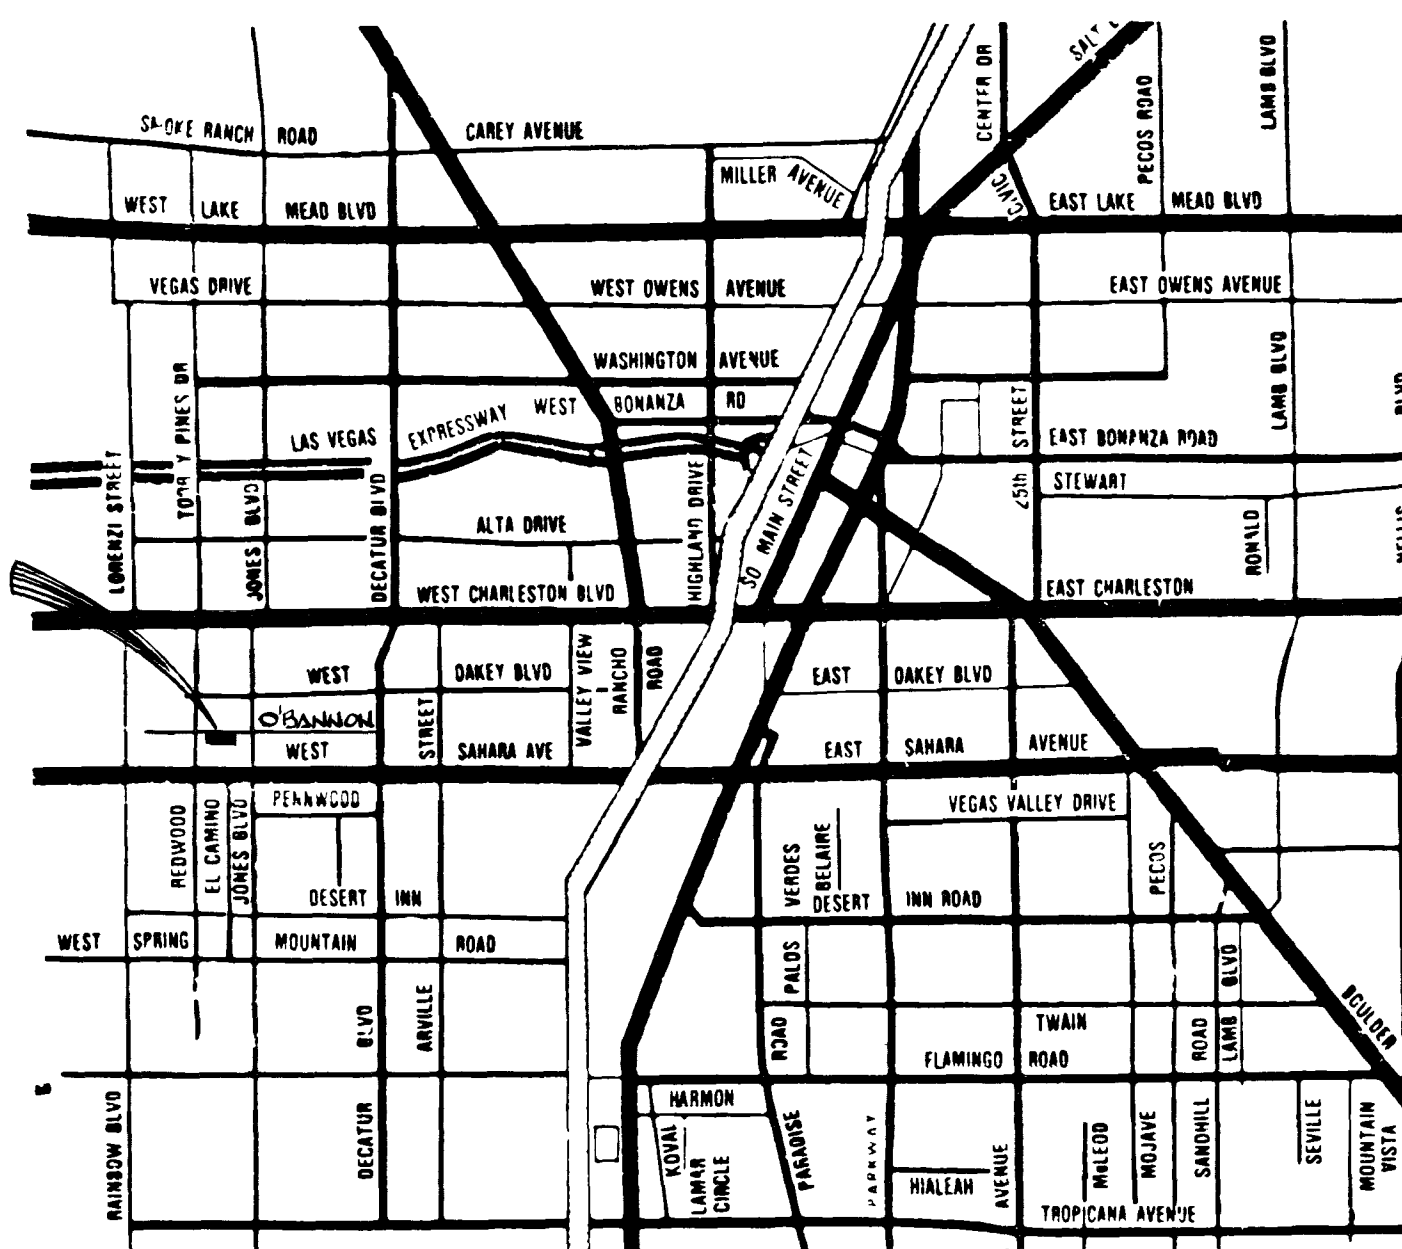 CENTER DR
PECOS ROAD
LAMB BLVD
ROAD
CAREY AVENUE
MILLER AVENUE
CIVIC
WEST LAKE MEAD BLVD
EAST LAKE MEAD BLVD
VEGAS DRIVE
WEST OWENS AVENUE
EAST OWENS AVENUE
WASHINGTON AVENUE
WEST BONANZA RD
LAS VEGAS EXPRESSWAY
STREET
LAMB BLVD
BLVD
EAST BONANZA ROAD
LORENZI STREET
PINES DR
JONES BLVD
DECATUR BLVD
HIGHLAND DRIVE
SO MAIN STREET
25th
STEWART
ALTA DRIVE
RONALD
WEST CHARLESTON BLVD
EAST CHARLESTON
WEST OAKEY BLVD
VALLEY VIEW
RANCHO ROAD
EAST OAKEY BLVD
O'BANNON
STREET
WEST SAHARA AVE
EAST SAHARA AVENUE
PENNWOOD
VEGAS VALLEY DRIVE
REDWOOD
EL CAMINO
JONES BLVD
VERDES
BELAIRE
PECOS
DESERT INN
DESERT INN ROAD
WEST SPRING MOUNTAIN ROAD
PALOS
BLVD
BLVD
ARVILLE
ROAD
TWAIN
ROAD
LAMB
BOULDER
FLAMINGO ROAD
RAINBOW BLVD
DECATUR
HARMON
KOVAL
LAMAR CIRCLE
PARADISE
PARKWAY
HIALEAH
AVENUE
McLEOD
MOJAVE
SANDHILL
SEVILLE
MOUNTAIN VISTA
TROPICANA AVENUE